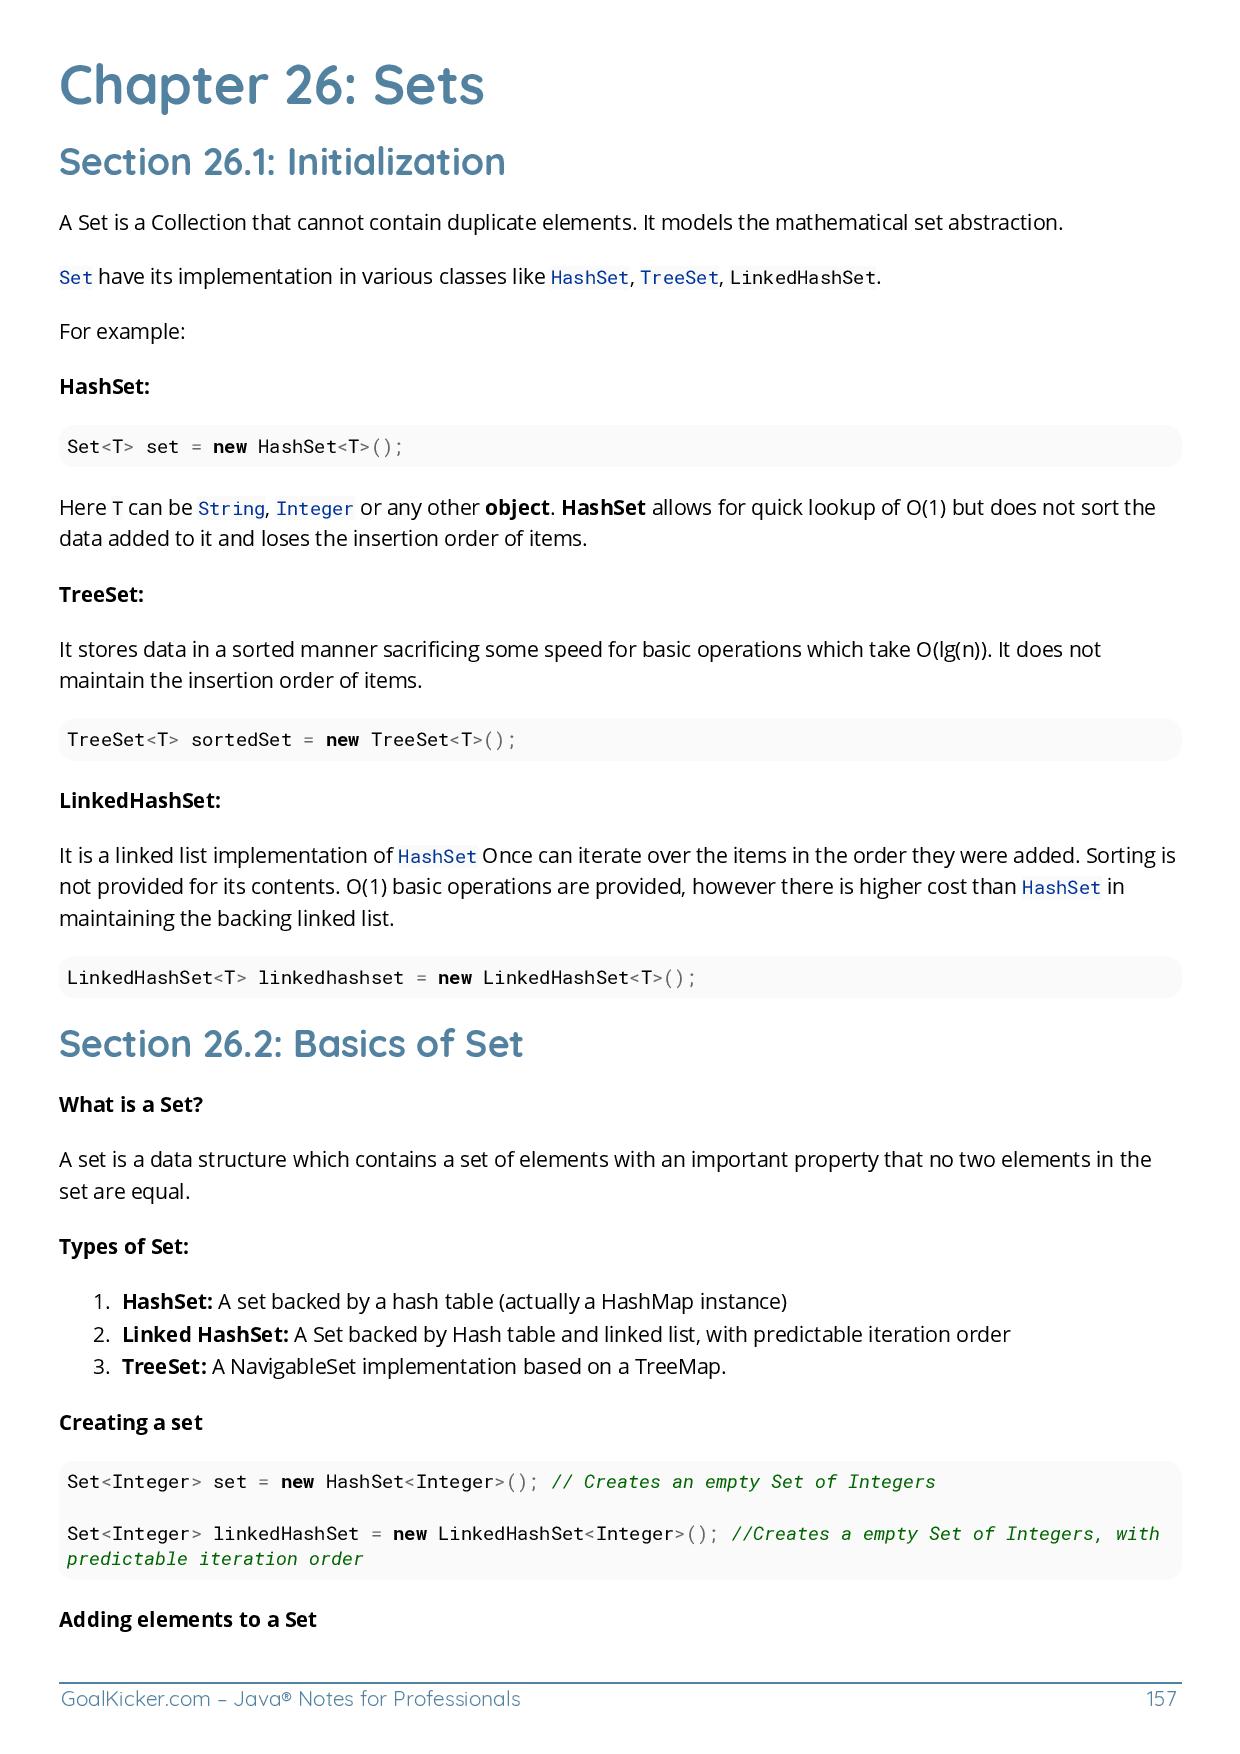 Chapter 26: Sets
Section 26.1: Initialization
A Set is a Collection that cannot contain duplicate elements. It models the mathematical set abstraction.
Set have its implementation in various classes like HashSet, TreeSet, LinkedHashSet.
For example:
HashSet:
Set<T> set = new HashSet<T>();
Here T can be String, Integer or any other object. HashSet allows for quick lookup of O(1) but does not sort the
data added to it and loses the insertion order of items.
TreeSet:
It stores data in a sorted manner sacrificing some speed for basic operations which take O(lg(n)). It does not
maintain the insertion order of items.
TreeSet<T> sortedSet = new TreeSet<T>();
LinkedHashSet:
It is a linked list implementation of HashSet Once can iterate over the items in the order they were added. Sorting is
not provided for its contents. O(1) basic operations are provided, however there is higher cost than HashSet in
maintaining the backing linked list.
LinkedHashSet<T> linkedhashset = new LinkedHashSet<T>();
Section 26.2: Basics of Set
What is a Set?
A set is a data structure which contains a set of elements with an important property that no two elements in the
set are equal.
Types of Set:
1. HashSet: A set backed by a hash table (actually a HashMap instance)
2. Linked HashSet: A Set backed by Hash table and linked list, with predictable iteration order
3. TreeSet: A NavigableSet implementation based on a TreeMap.
Creating a set
Set<Integer> set = new HashSet<Integer>(); // Creates an empty Set of Integers
Set<Integer> linkedHashSet = new LinkedHashSet<Integer>(); //Creates a empty Set of Integers, with
predictable iteration order
Adding elements to a Set
GoalKicker.com – Java® Notes for Professionals 157